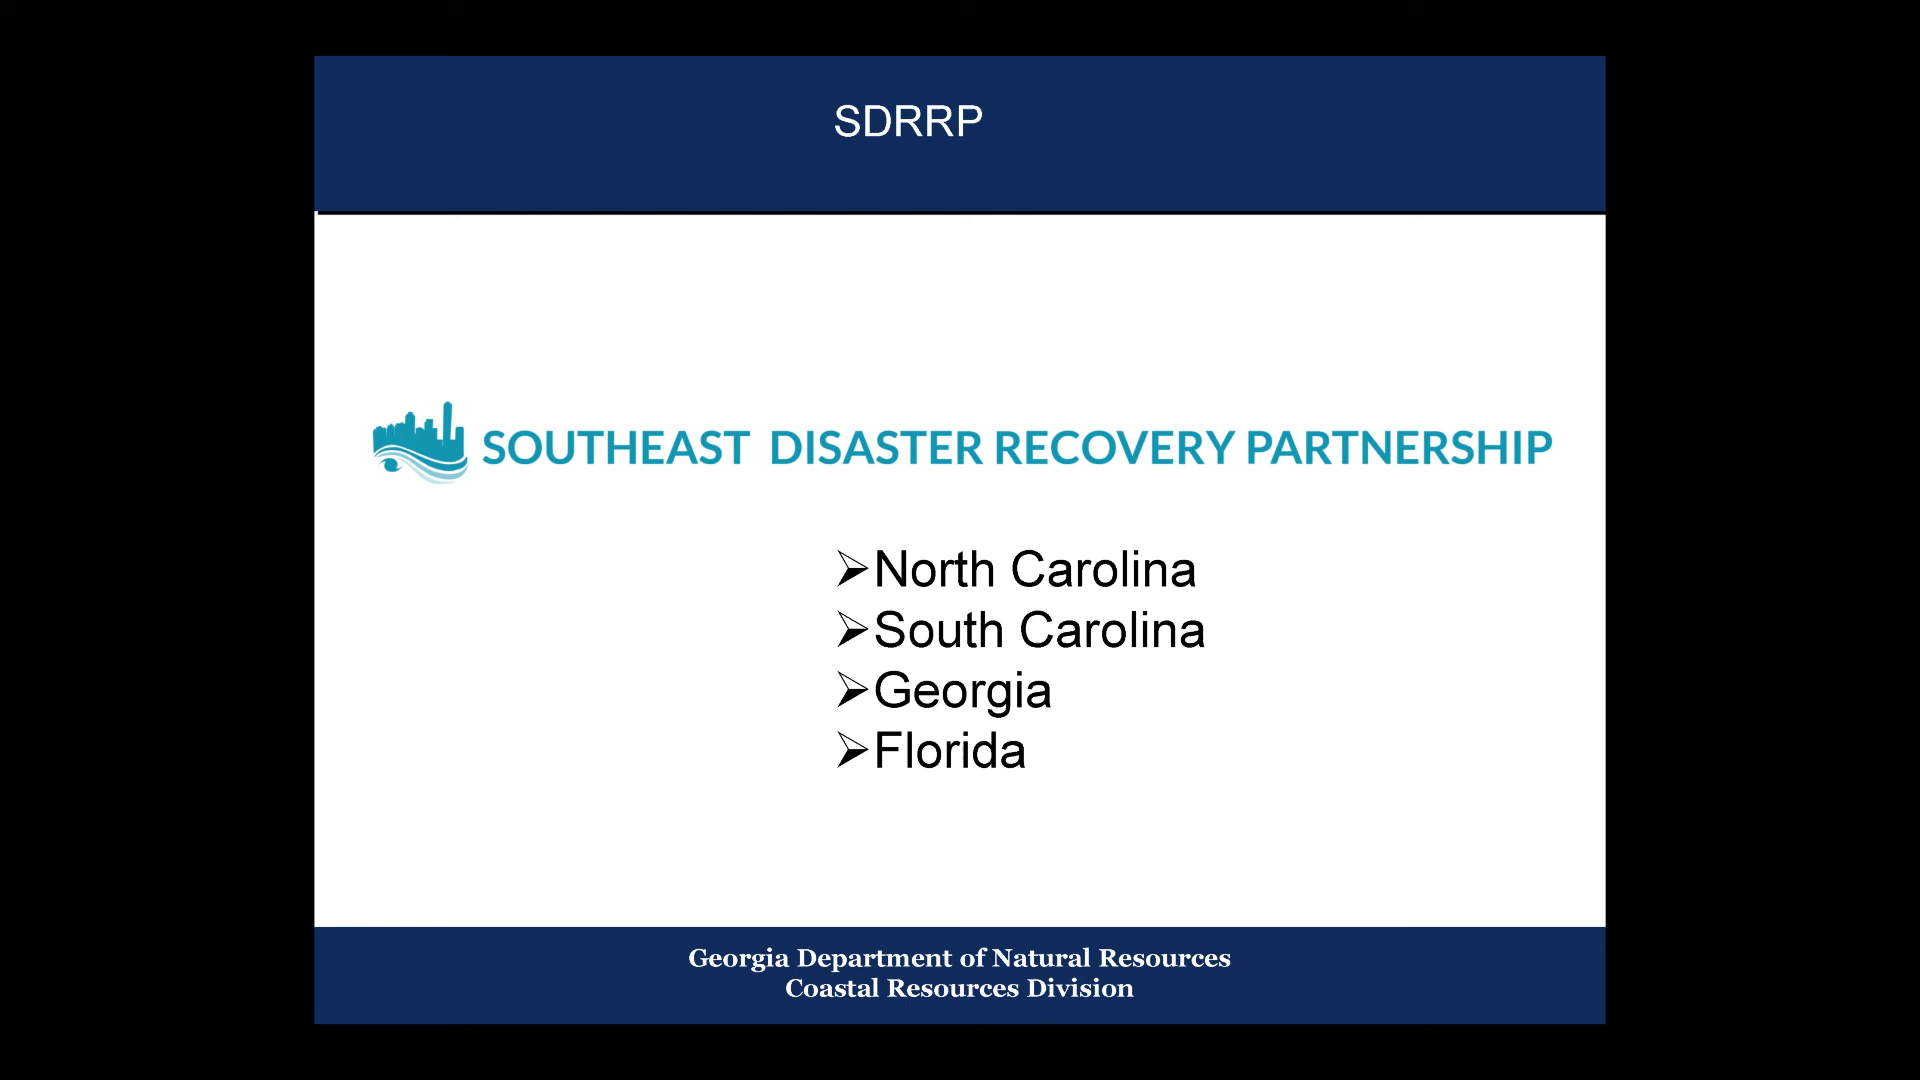 SDRRP
SOUTHEAST DISASTER RECOVERY PARTNERSHIP
➢North Carolina
➢South Carolina
➢Georgia
➢Florida
Georgia Department of Natural Resources
Coastal Resources Division